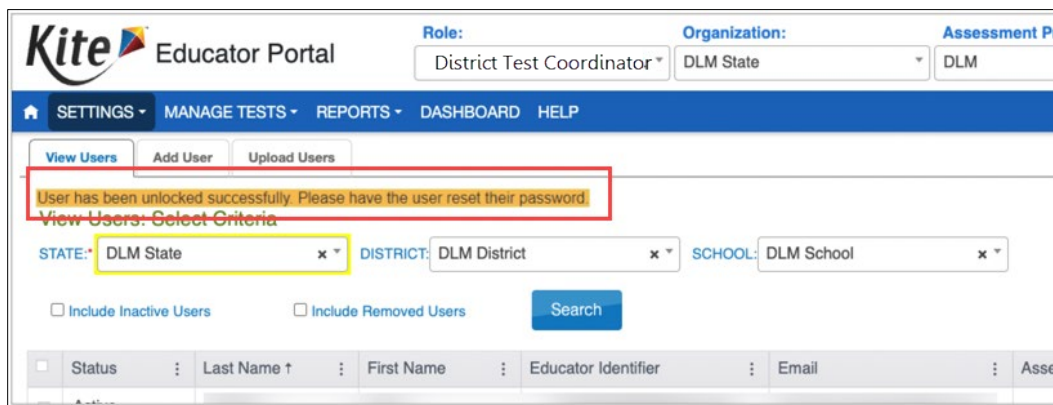 Role: Organization: Assessment P
Kite Educator Portal District Test Coordinator DLM State DLM
SETTINGS MANAGE TESTS REPORTS DASHBOARD HELP
View Users Add User Upload Users
User has been unlocked successfully. Please have the user reset their password.
View Users: Select Criteria
STATE:* DLM State × DISTRICT: DLM District × SCHOOL: DLM School ×
Include Inactive Users Include Removed Users Search
Status Last Name ↑ First Name Educator Identifier Email Asse
Active